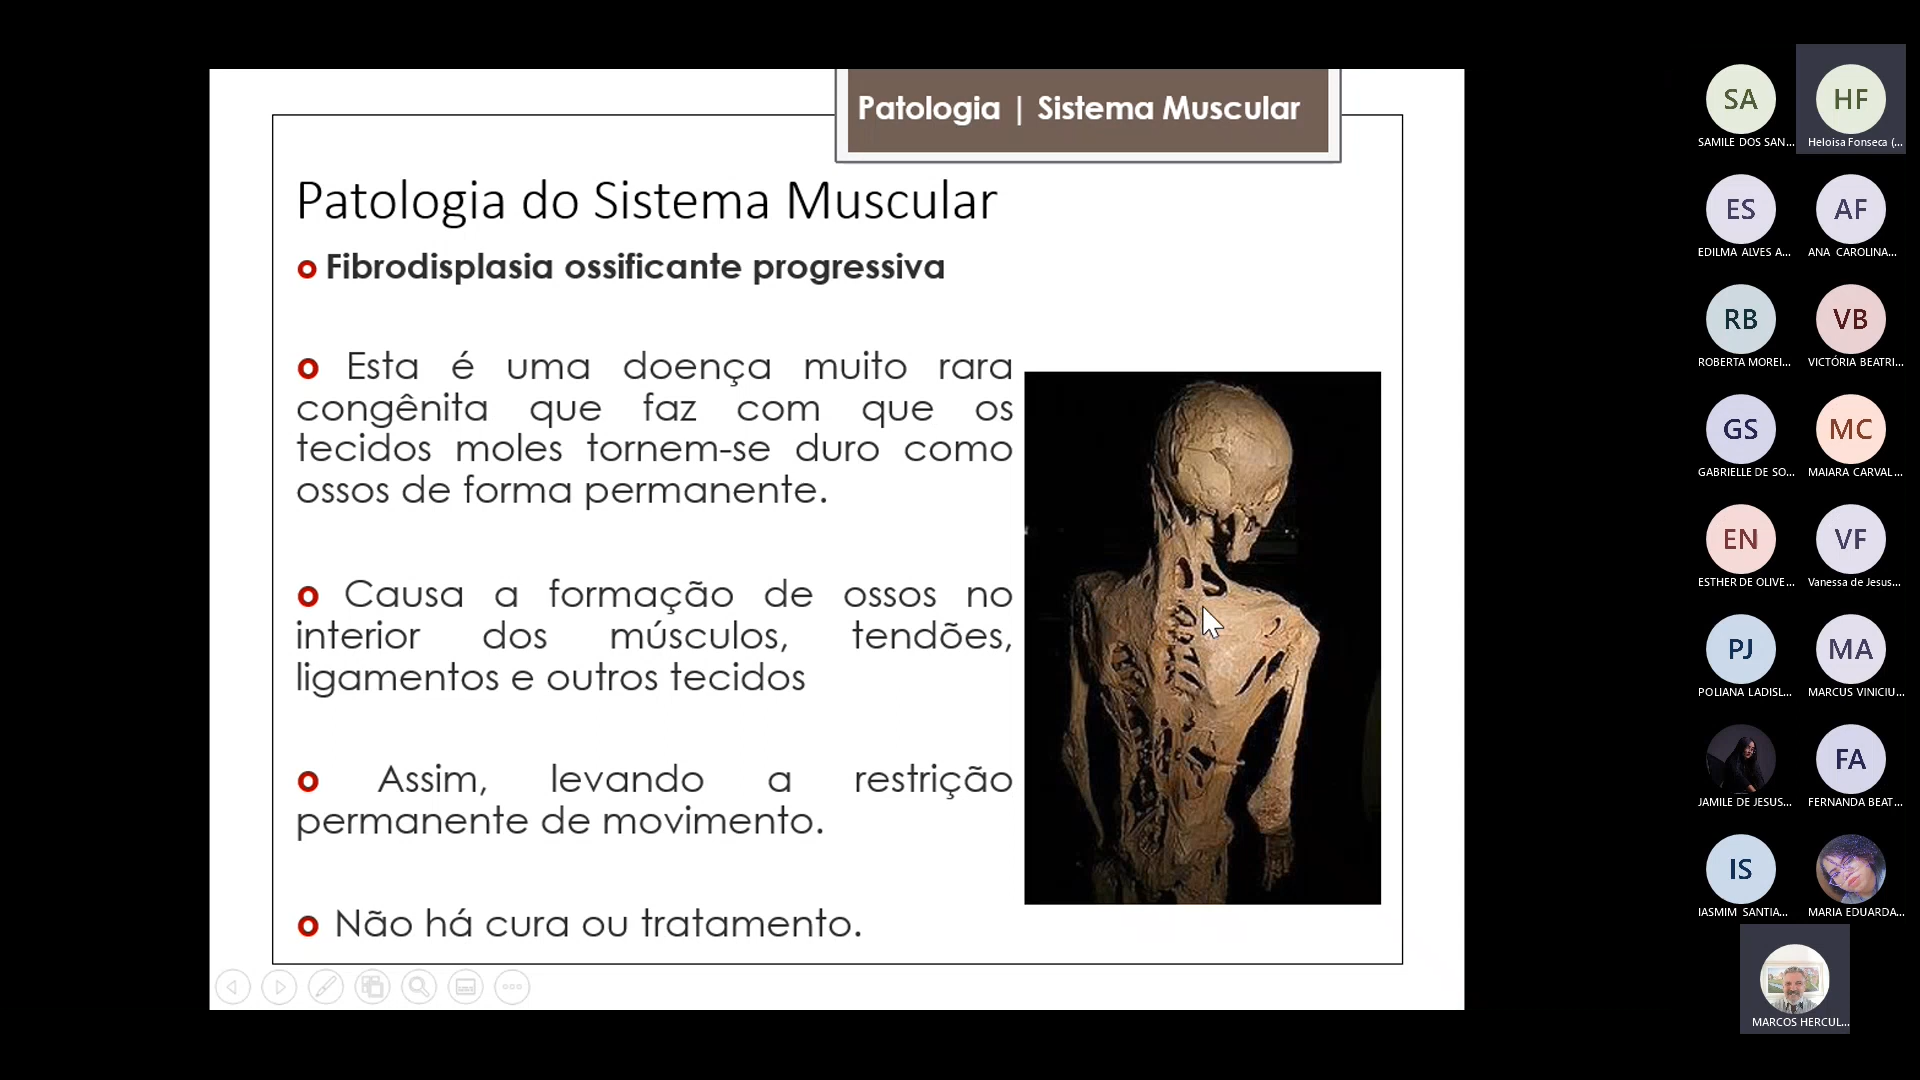 Patologia | Sistema Muscular
Patologia do Sistema Muscular
Fibrodisplasia ossificante progressiva
Esta é uma doença muito rara
congênita que faz com que os
tecidos moles tornem-se duro como
ossos de forma permanente.
Causa a formação de ossos no
interior dos músculos, tendões,
ligamentos e outros tecidos
Assim, levando a restrição
permanente de movimento.
Não há cura ou tratamento.
SA
SAMILE DOS SAN...
HF
Heloisa Fonseca (...
ES
EDILMA ALVES A...
AF
ANA CAROLINA...
RB
ROBERTA MOREI...
VB
VICTÓRIA BEATRI...
GS
GABRIELLE DE SO...
MC
MAIARA CARVAL...
EN
ESTHER DE OLIVE...
VF
Vanessa de Jesus...
PJ
POLIANA LADISL...
MA
MARCUS VINICIU...
JAMILE DE JESUS...
FA
FERNANDA BEAT...
IS
IASMIM SANTIA...
MARIA EDUARDA...
MARCOS HERCUL...